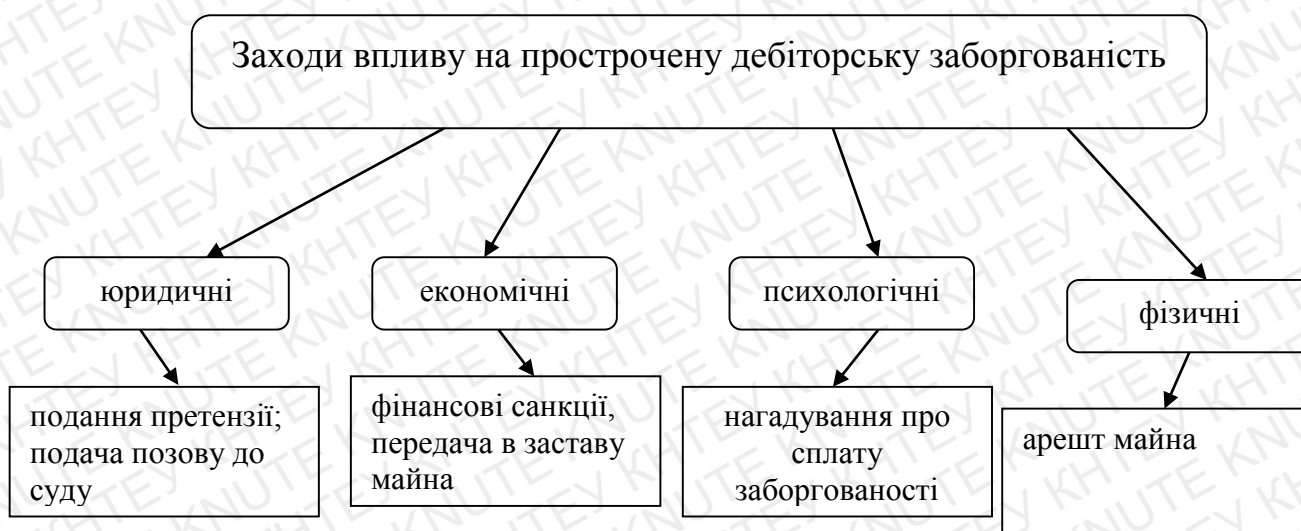 Заходи впливу на прострочену дебіторську заборгованість
юридичні
економічні
психологічні
фізичні
подання претензії;
подача позову до
суду
фінансові санкції,
передача в заставу
майна
нагадування про
сплату
заборгованості
арешт майна